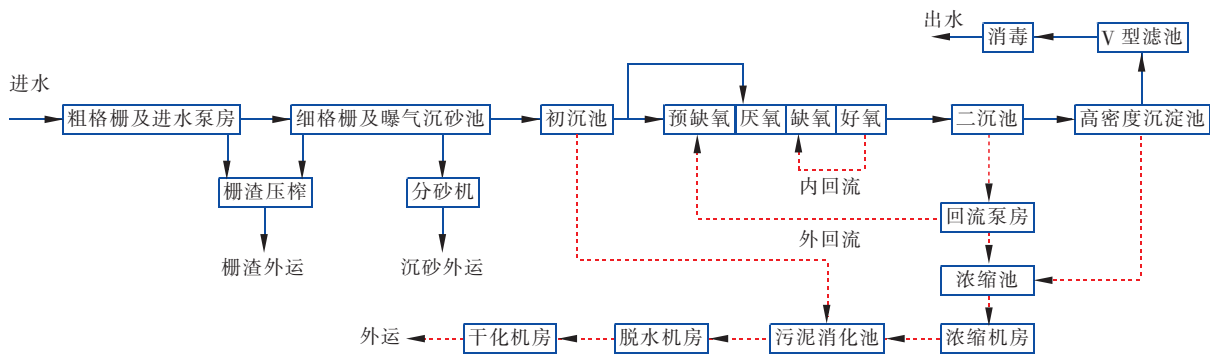 出水
消毒
V 型滤池
进水
粗格栅及进水泵房
细格栅及曝气沉砂池
初沉池
预缺氧
厌氧
缺氧
好氧
二沉池
高密度沉淀池
栅渣压榨
分砂机
内回流
回流泵房
外回流
栅渣外运
沉砂外运
浓缩池
外运
干化机房
脱水机房
污泥消化池
浓缩机房